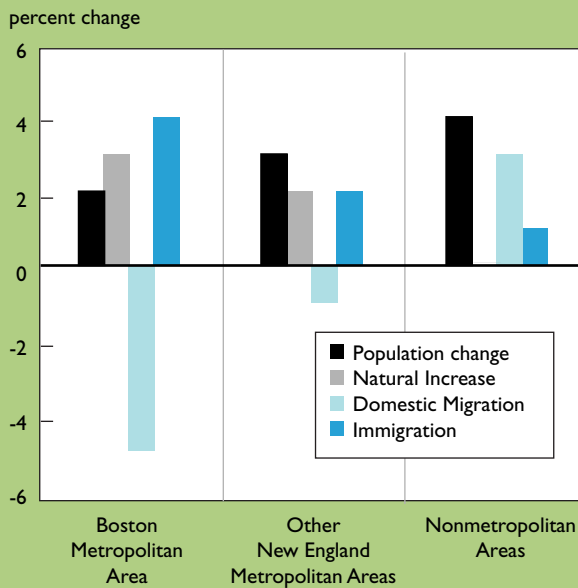 percent change
6
4
2
0
-2
-4
-6
Population change
Natural Increase
Domestic Migration
Immigration
Boston
Metropolitan
Area
Other
New England
Metropolitan Areas
Nonmetropolitan
Areas